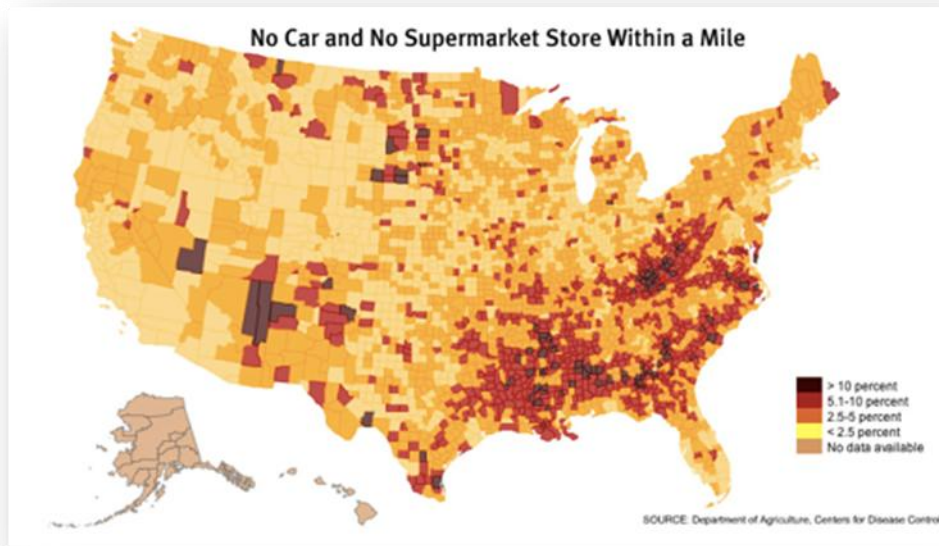 No Car and No Supermarket Store Within a Mile
> 10 percent
5.1-10 percent
2.5-5 percent
< 2.5 percent
No data available
SOURCE: Department of Agriculture, Centers for Disease Control